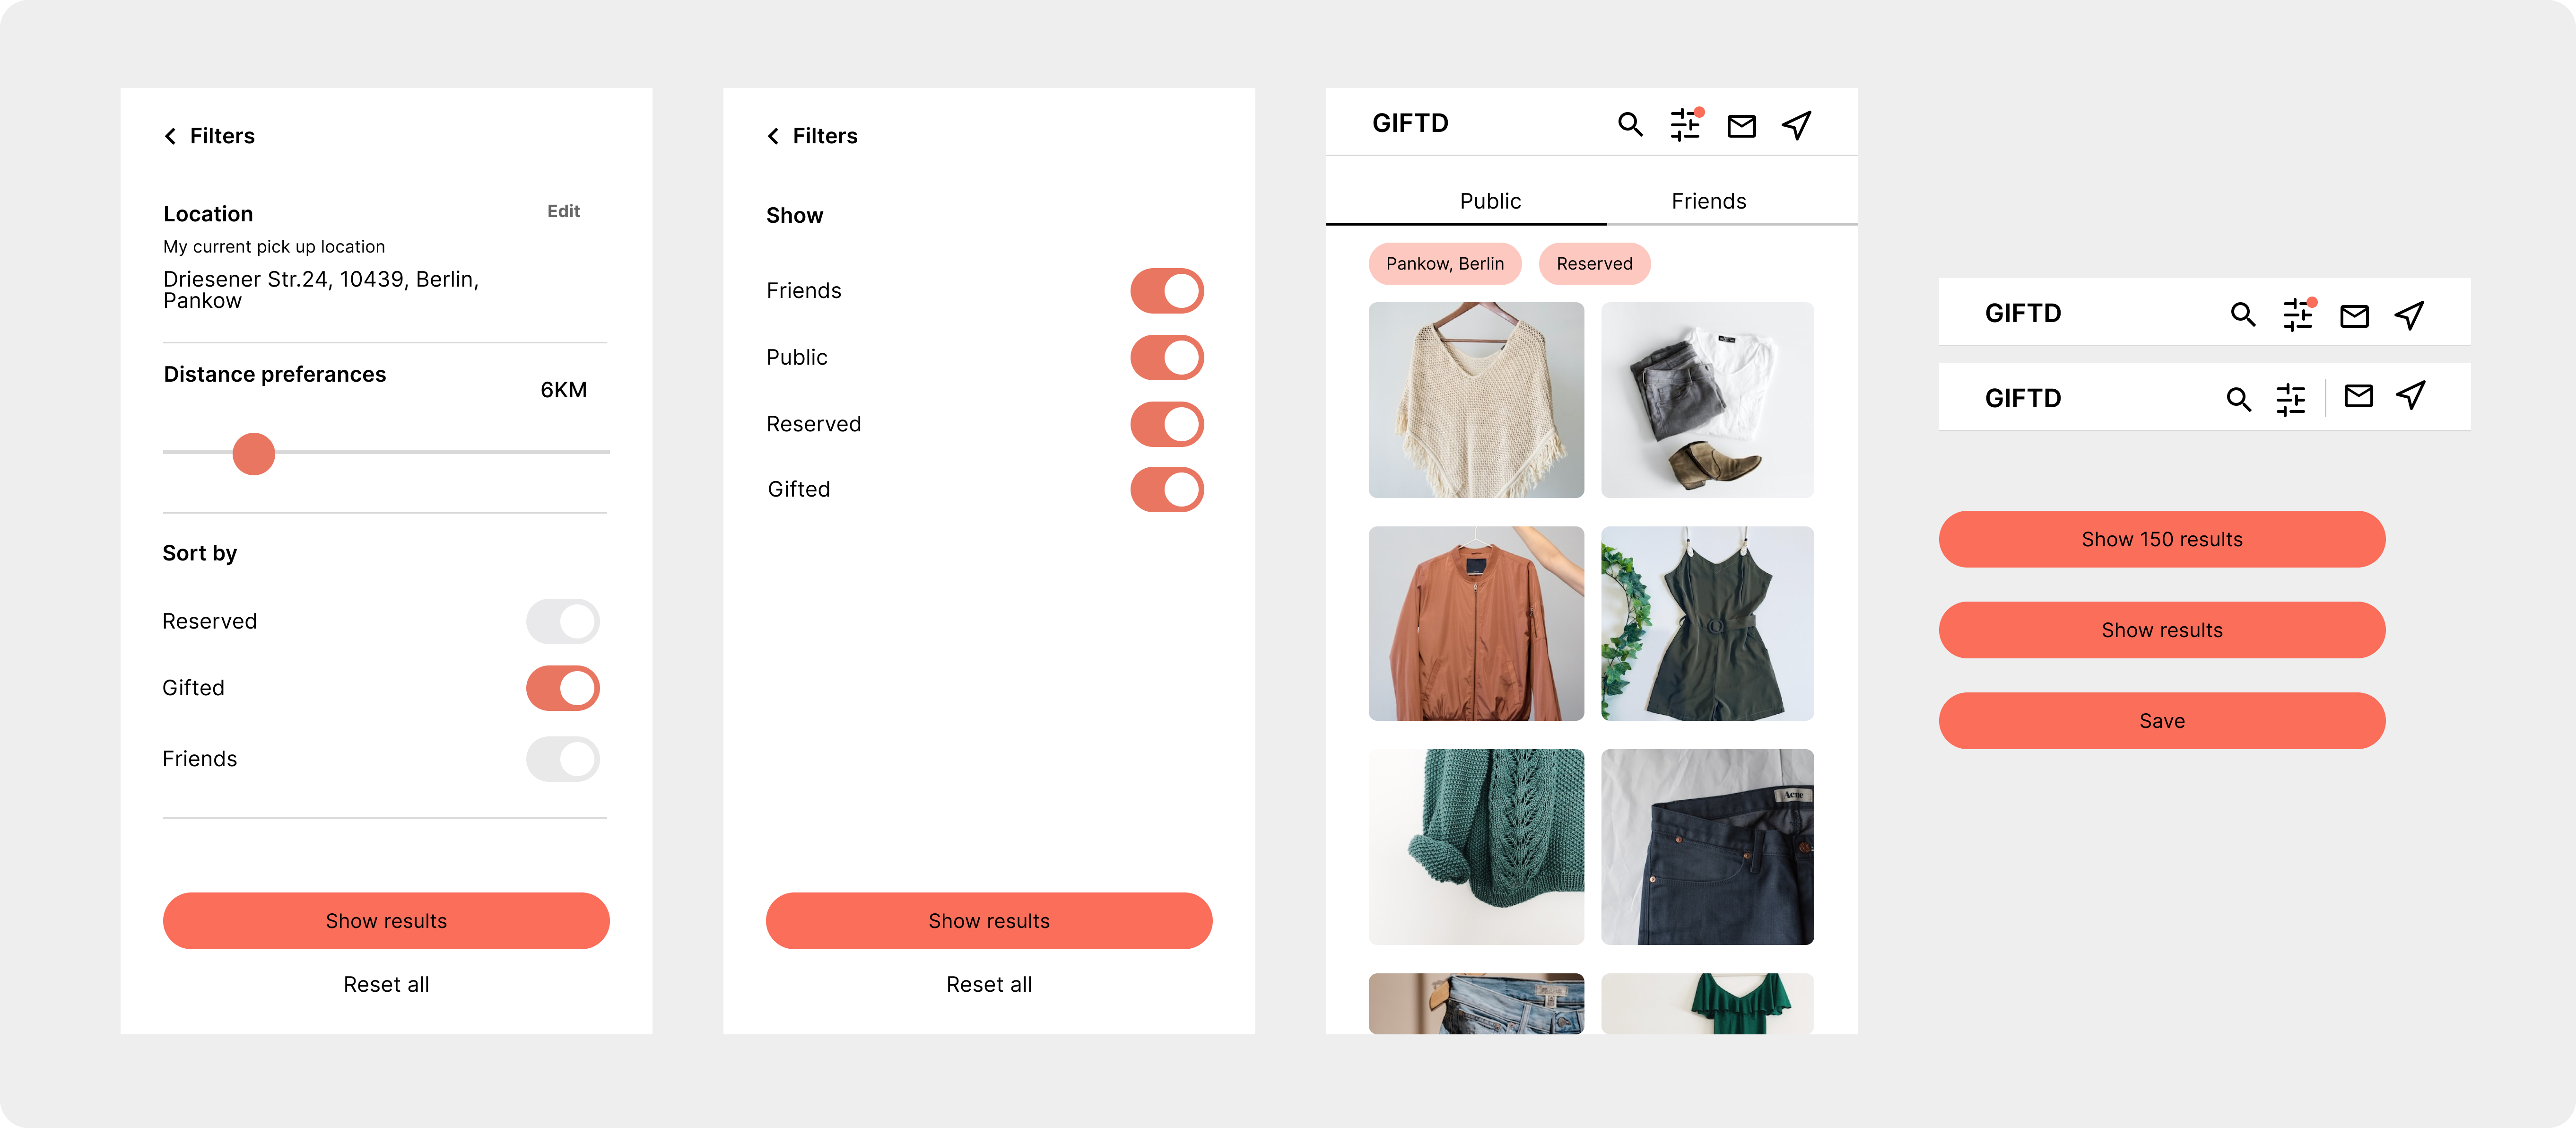 Filters
Location
Edit
My current pick up location
Driesener Str.24, 10439, Berlin,
Pankow
Distance preferances
6KM
Sort by
Reserved
Gifted
Friends
Show results
Reset all
Filters
Show
Friends
Public
Reserved
Gifted
Show results
Reset all
GIFTD
Public
Friends
Pankow, Berlin
Reserved
Acne
GIFTD
GIFTD
Show 150 results
Show results
Save